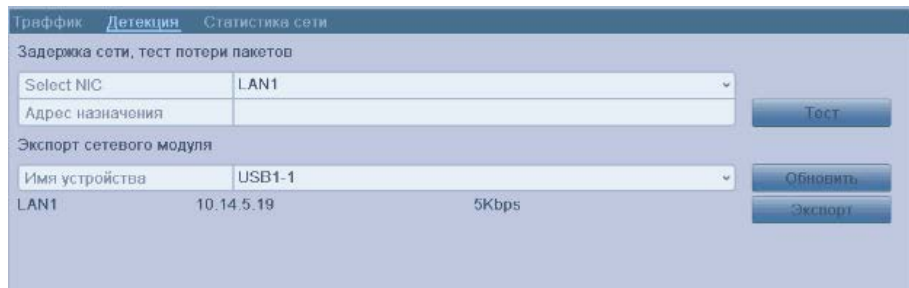 Траффик Детекция Статистика сети
Задержка сети, тест потери пакетов
Select NIC LAN1
Адрес назначения Тест
Экспорт сетевого модуля
Имя устройства USB1-1 Обновить
LAN1 10.14.5.19 5Kbps Экспорт